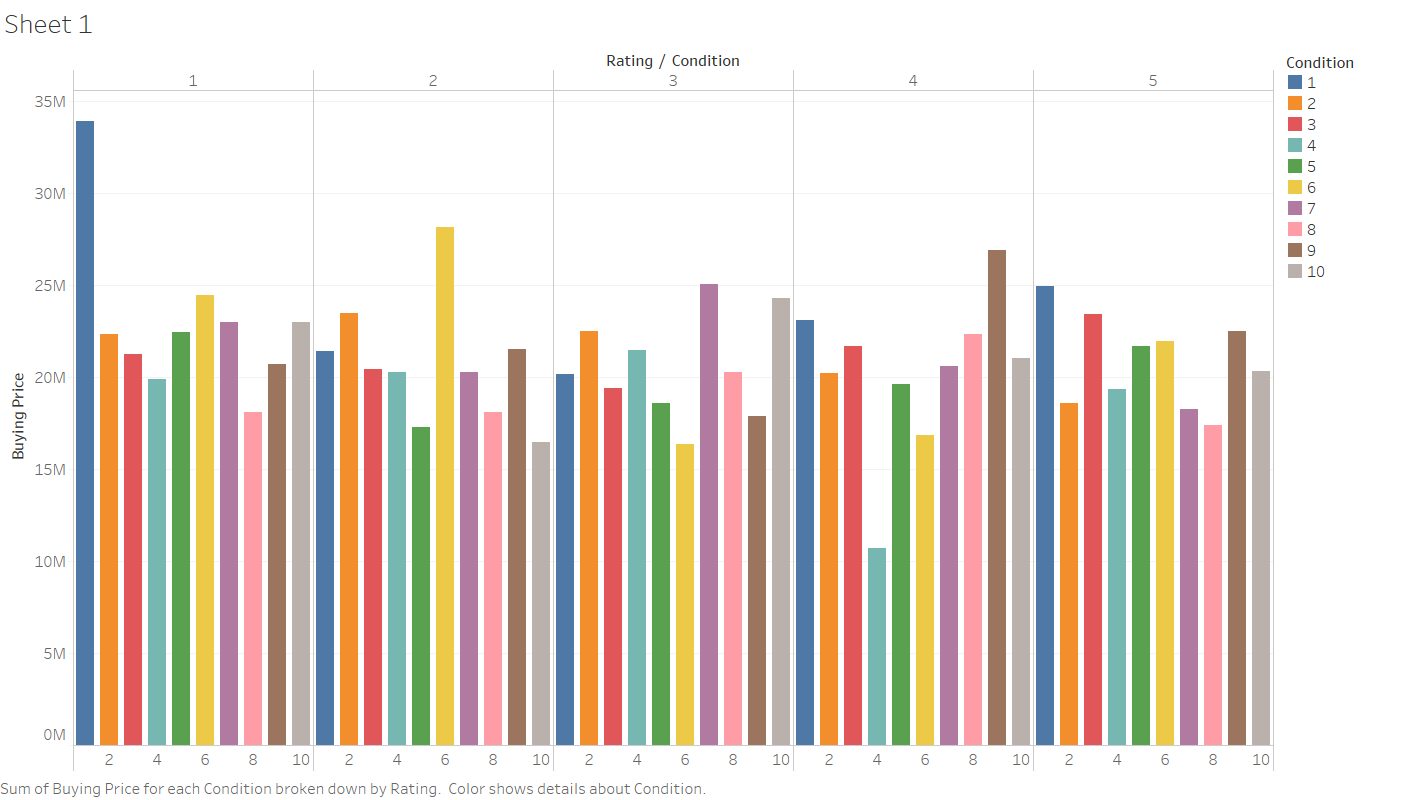 Sheet 1
Rating / Condition
1 2 3 4 5
Condition
1
2
3
4
5
6
7
8
9
10
35M
30M
25M
20M
15M
10M
5M
0M
Buying Price
2 4 6 8 10 2 4 6 8 10 2 4 6 8 10 2 4 6 8 10 2 4 6 8 10
Sum of Buying Price for each Condition broken down by Rating. Color shows details about Condition.